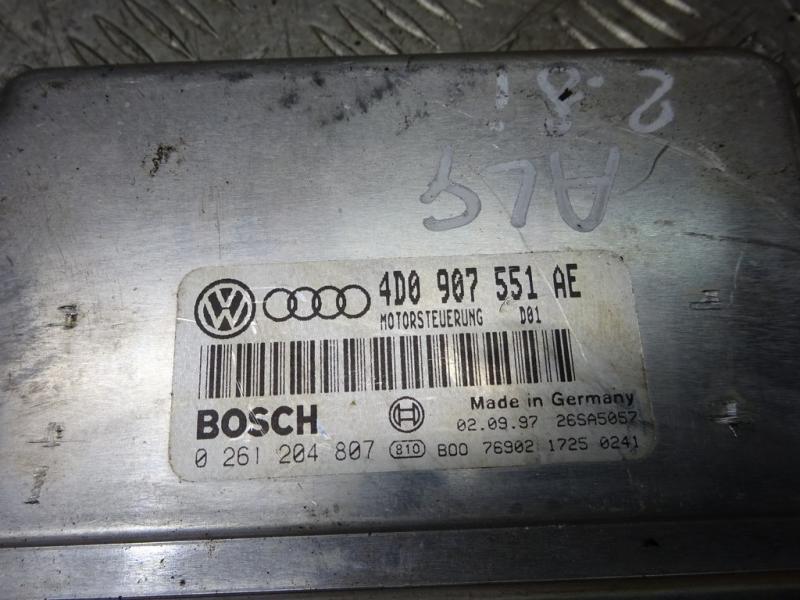 2.8i
ALG
4D0 907 551 AE
MOTORSTEUERUNG D01
BOSCH
Made in Germany
02.09.97 26SA5057
0 261 204 807 810 B00 76902 1725 0241